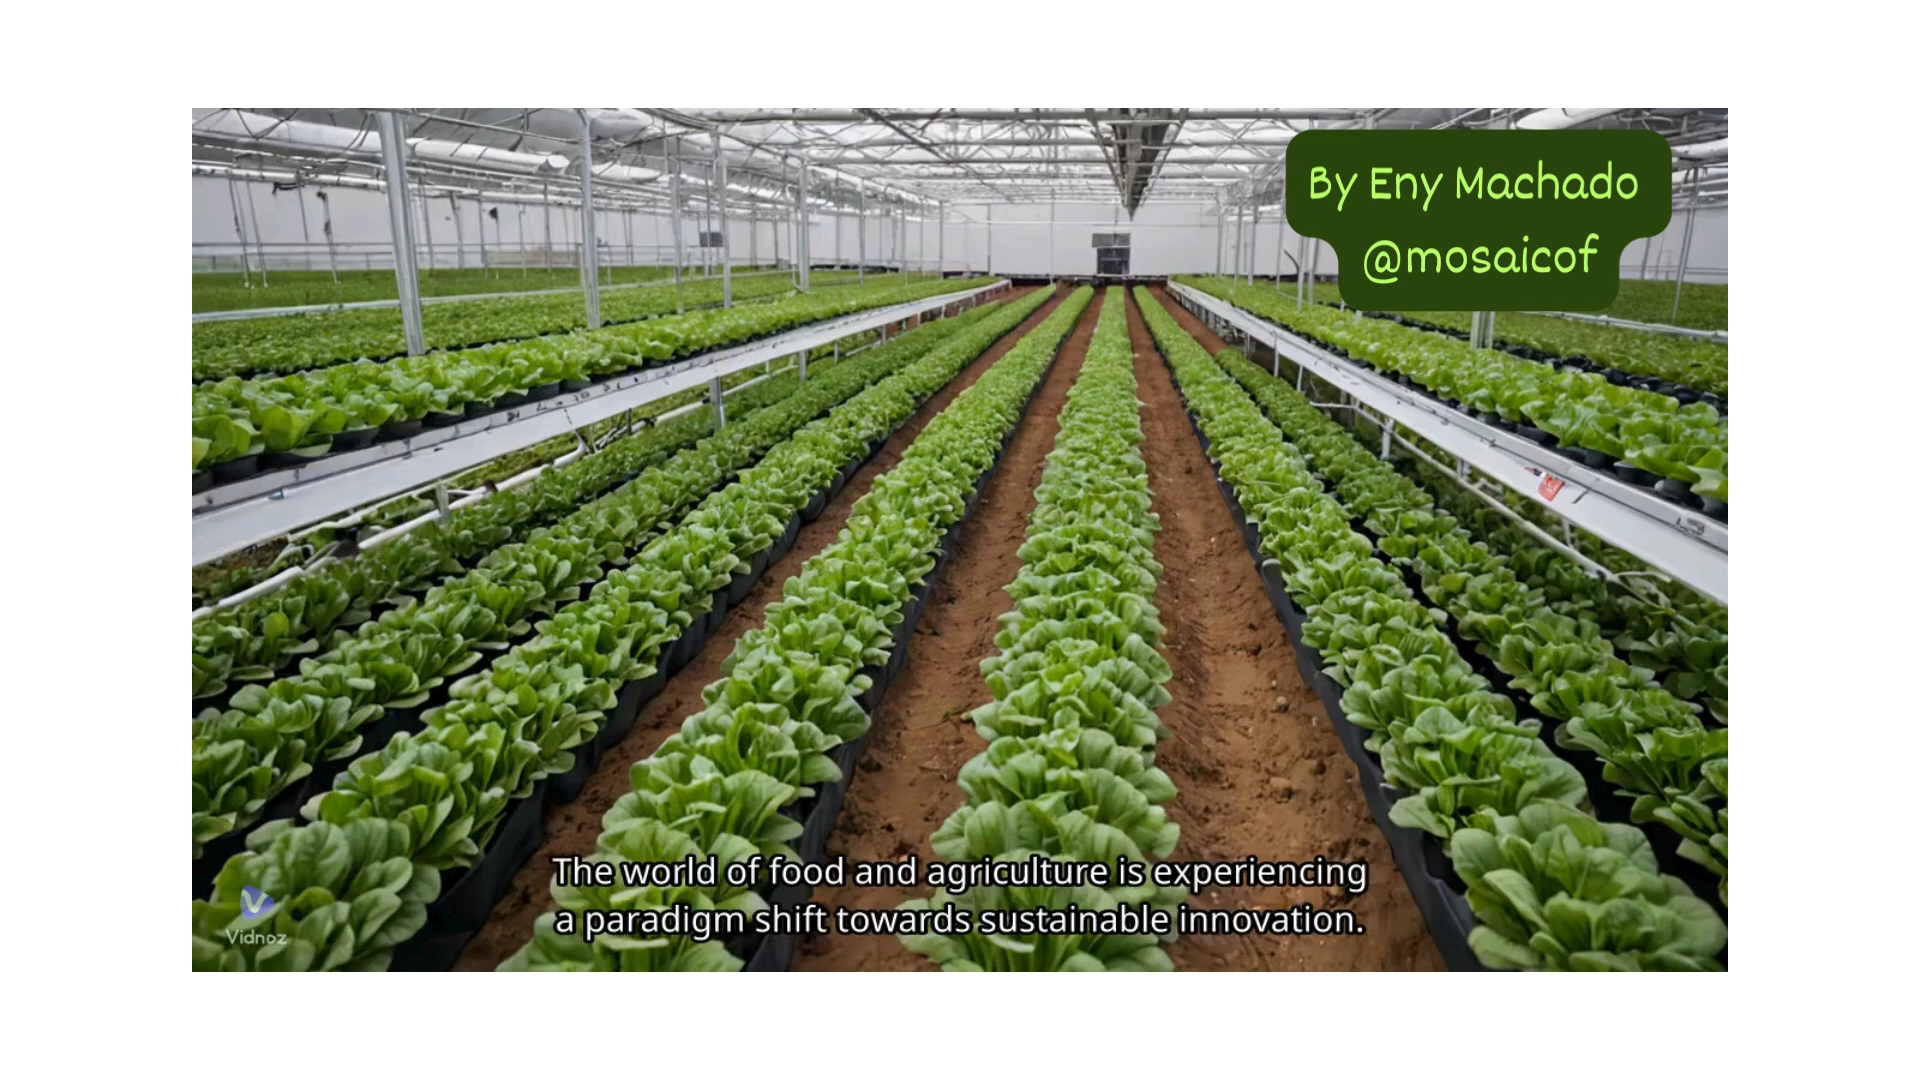 By Eny Machado
@mosaicof
The world of food and agriculture is experiencing
a paradigm shift towards sustainable innovation.
Vidnoz